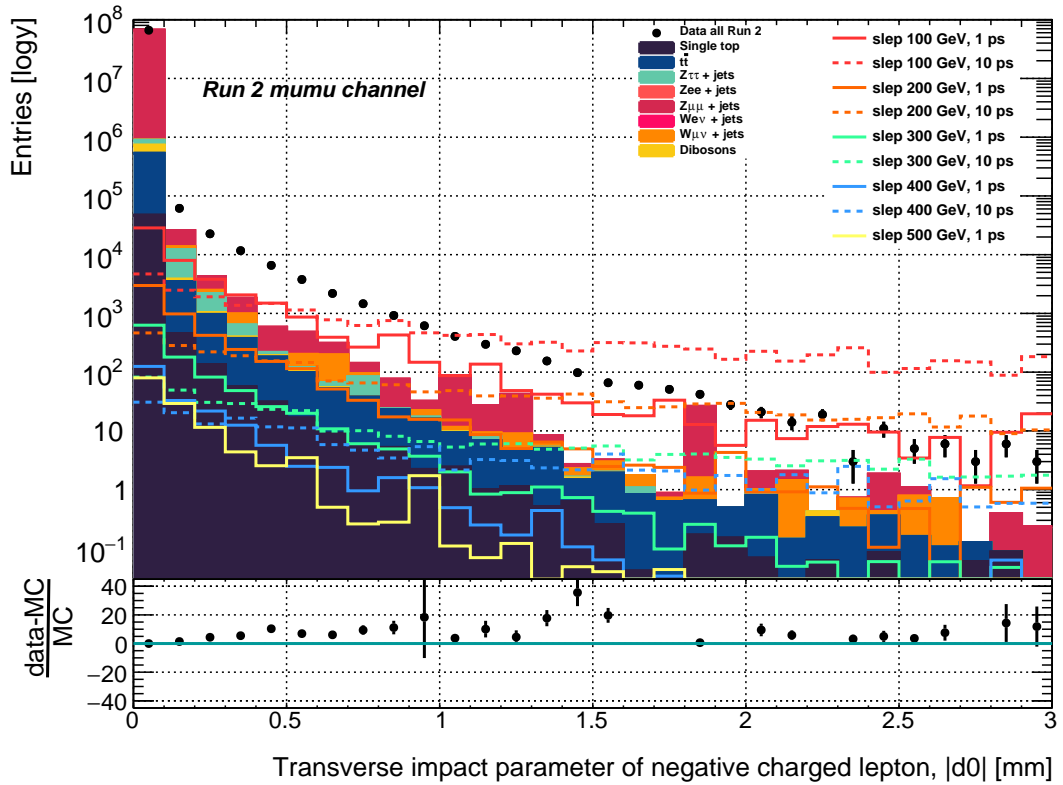 Entries [logy]
10^8
10^7
10^6
10^5
10^4
10^3
10^2
10
1
10^−1
Run 2 mumu channel
Data all Run 2
Single top
tt̄
Zττ + jets
Zee + jets
Zμμ + jets
Weν + jets
Wμν + jets
Dibosons
slep 100 GeV, 1 ps
slep 100 GeV, 10 ps
slep 200 GeV, 1 ps
slep 200 GeV, 10 ps
slep 300 GeV, 1 ps
slep 300 GeV, 10 ps
slep 400 GeV, 1 ps
slep 400 GeV, 10 ps
slep 500 GeV, 1 ps
data-MC
MC
40
20
0
−20
−40
0 0.5 1 1.5 2 2.5 3
Transverse impact parameter of negative charged lepton, |d0| [mm]